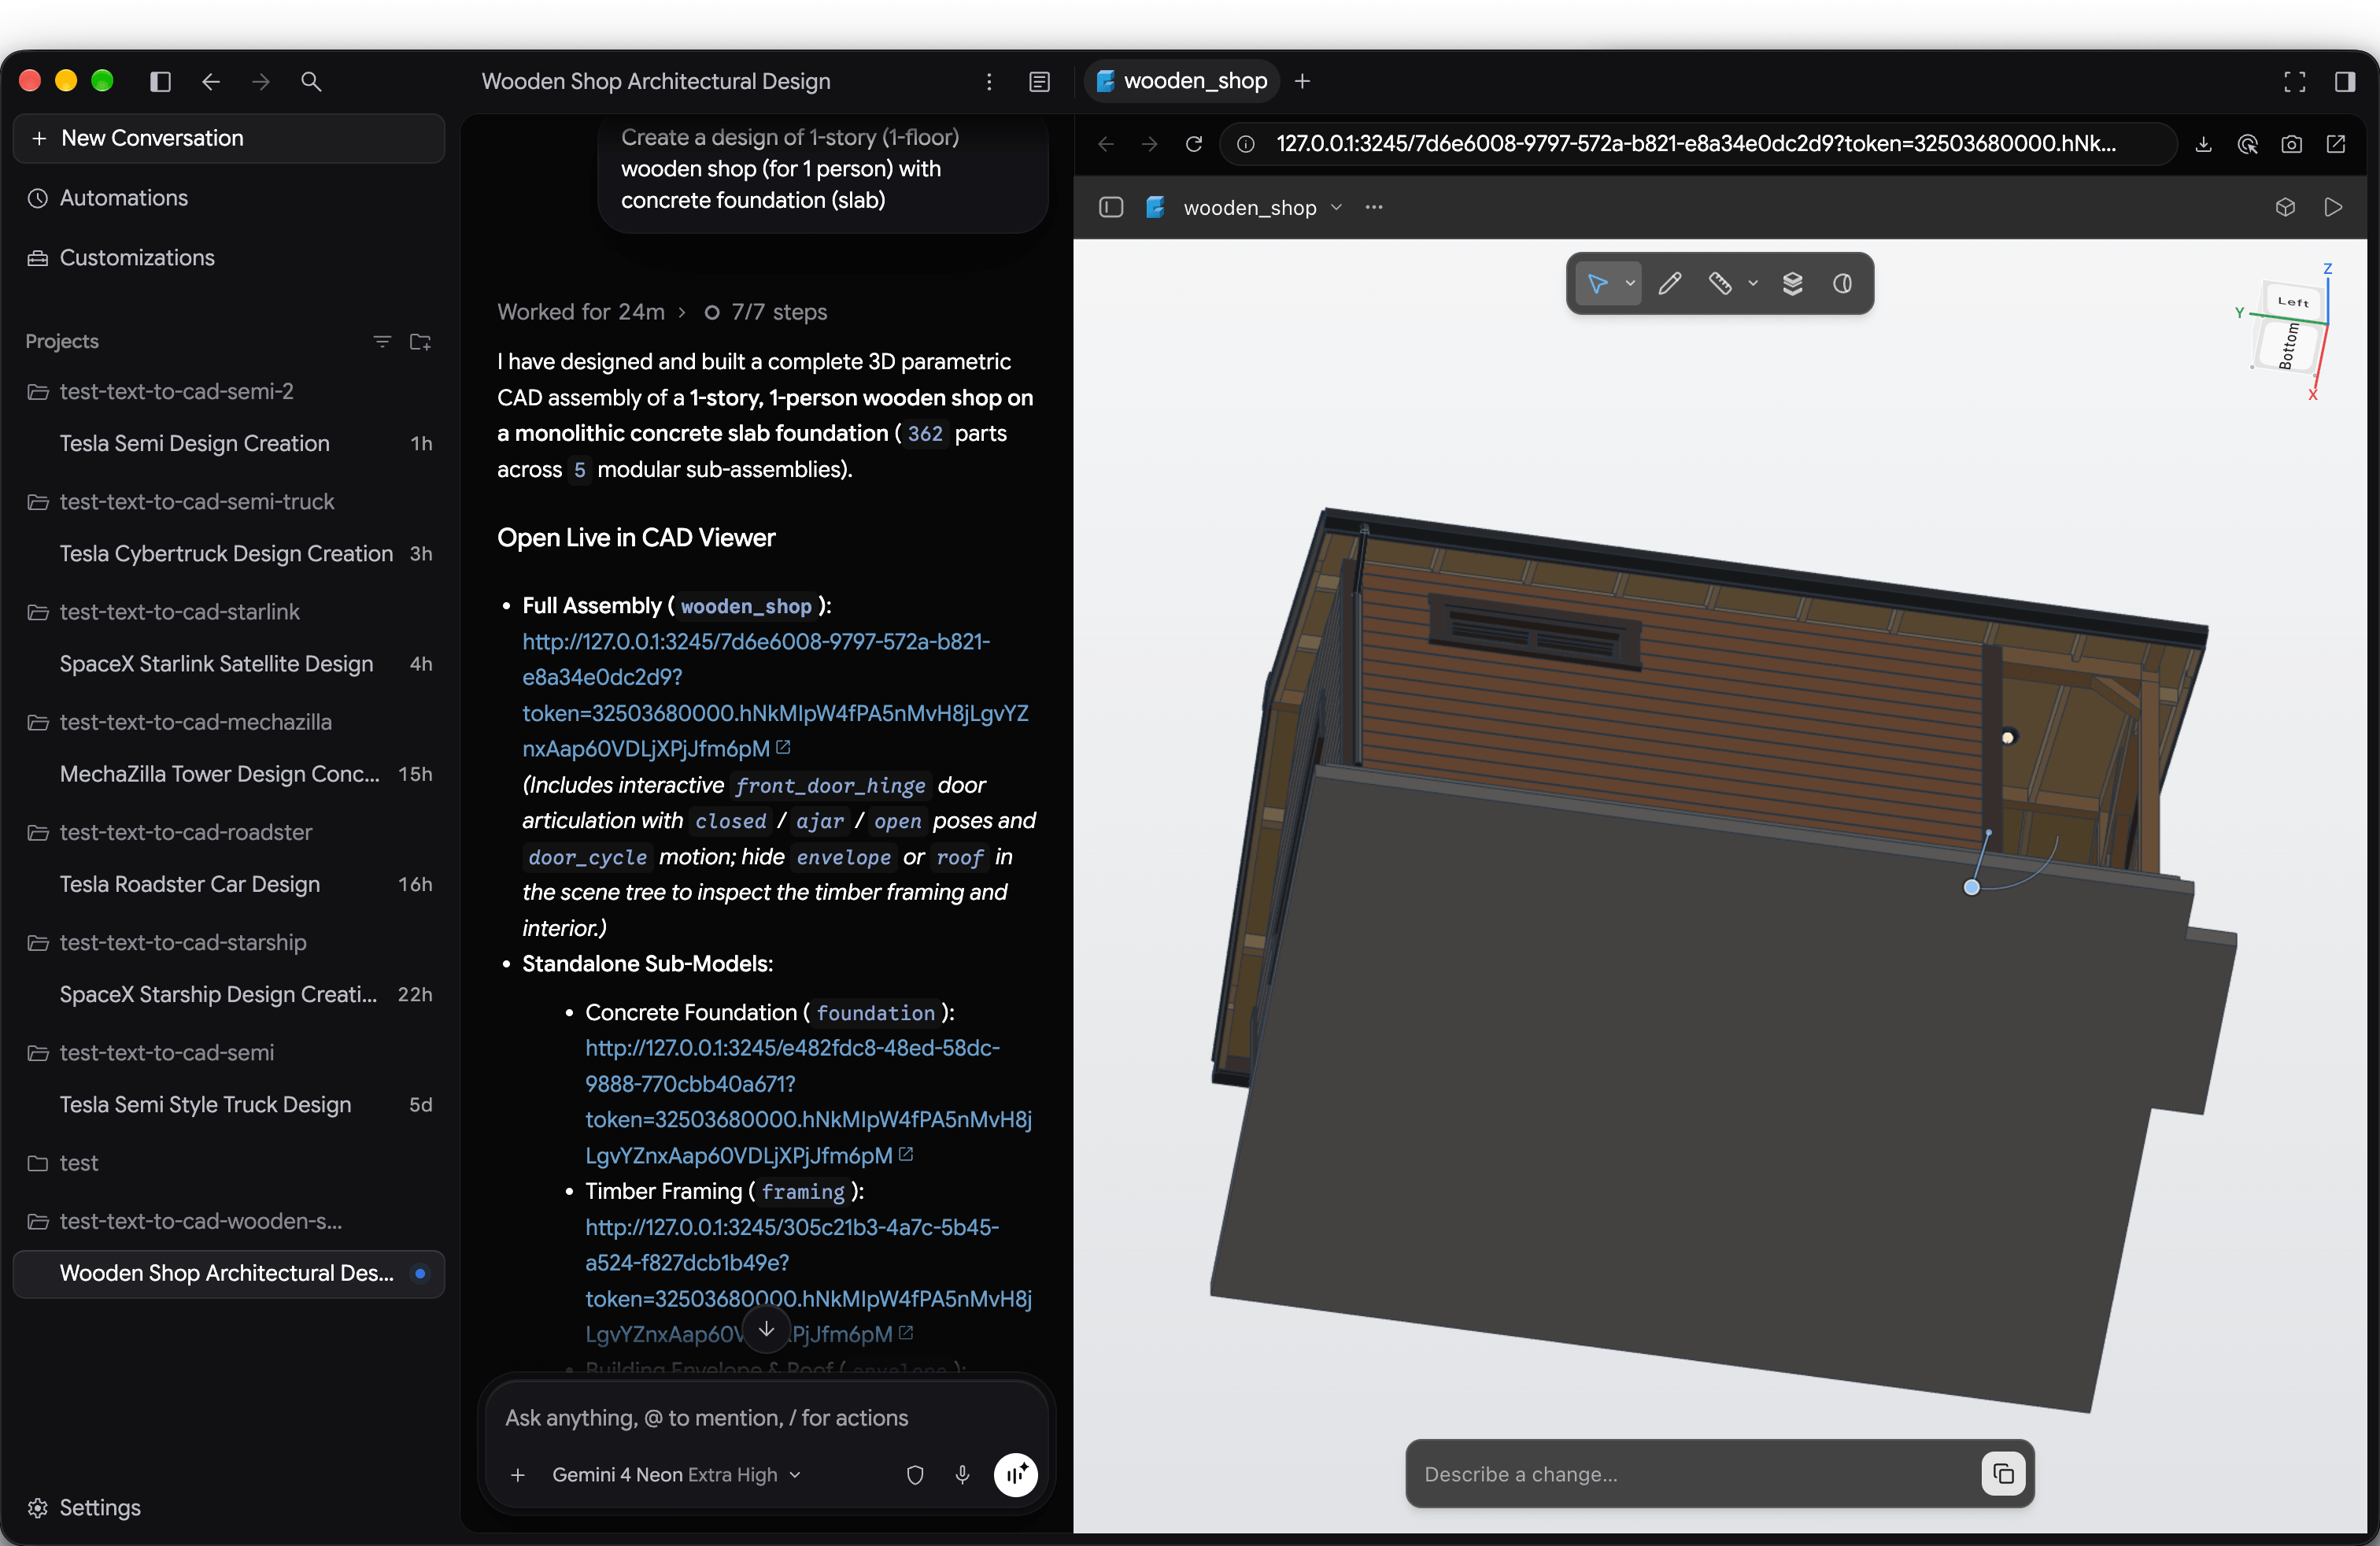 Wooden Shop Architectural Design
wooden_shop
New Conversation
Automations
Customizations
Projects
test-text-to-cad-semi-2
Tesla Semi Design Creation 1h
test-text-to-cad-semi-truck
Tesla Cybertruck Design Creation 3h
test-text-to-cad-starlink
SpaceX Starlink Satellite Design 4h
test-text-to-cad-mechazilla
MechaZilla Tower Design Conc... 15h
test-text-to-cad-roadster
Tesla Roadster Car Design 16h
test-text-to-cad-starship
SpaceX Starship Design Creati... 22h
test-text-to-cad-semi
Tesla Semi Style Truck Design 5d
test
test-text-to-cad-wooden-s...
Wooden Shop Architectural Des...
Settings
Create a design of 1-story (1-floor)
wooden shop (for 1 person) with
concrete foundation (slab)
Worked for 24m > 7/7 steps
I have designed and built a complete 3D parametric
CAD assembly of a 1-story, 1-person wooden shop on
a monolithic concrete slab foundation ( 362 parts
across 5 modular sub-assemblies).
Open Live in CAD Viewer
• Full Assembly ( wooden_shop ):
http://127.0.0.1:3245/7d6e6008-9797-572a-b821-
e8a34e0dc2d9?
token=32503680000.hNkMIpW4fPA5nMvH8jLgvYZ
nxAap60VDLjXPjJfm6pM
(Includes interactive front_door_hinge door
articulation with closed / ajar / open poses and
door_cycle motion; hide envelope or roof in
the scene tree to inspect the timber framing and
interior.)
• Standalone Sub-Models:
• Concrete Foundation ( foundation ):
http://127.0.0.1:3245/e482fdc8-48ed-58dc-
9888-770cbb40a671?
token=32503680000.hNkMIpW4fPA5nMvH8j
LgvYZnxAap60VDLjXPjJfm6pM
• Timber Framing ( framing ):
http://127.0.0.1:3245/305c21b3-4a7c-5b45-
a524-f827dcb1b49e?
token=32503680000.hNkMIpW4fPA5nMvH8j
LgvYZnxAap60V PjJfm6pM
• Building Envelope & Roof ( envelope ):
Ask anything, @ to mention, / for actions
Gemini 4 Neon Extra High
127.0.0.1:3245/7d6e6008-9797-572a-b821-e8a34e0dc2d9?token=32503680000.hNk...
wooden_shop
Z
Left
Y
Bottom
X
Describe a change...